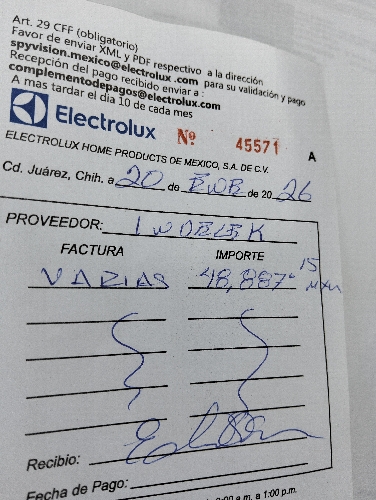 Art. 29 CFF (obligatorio)
Favor de enviar XML y PDF respectivo a la dirección
spyvision.mexico@electrolux .com para su validación y pago
Recepción del pago recibido enviar a :
complementodepagos@electrolux.com
A mas tardar el día 10 de cada mes
Electrolux
Nº 45571 A
ELECTROLUX HOME PRODUCTS DE MEXICO, S.A. DE C.V.
Cd. Juárez, Chih. a 20 de ENE de 20 26
PROVEEDOR:
FACTURA IMPORTE
VARIAS 48,887.15 MXN
Recibio:
Fecha de Pago:
a.m. a 1:00 p.m.